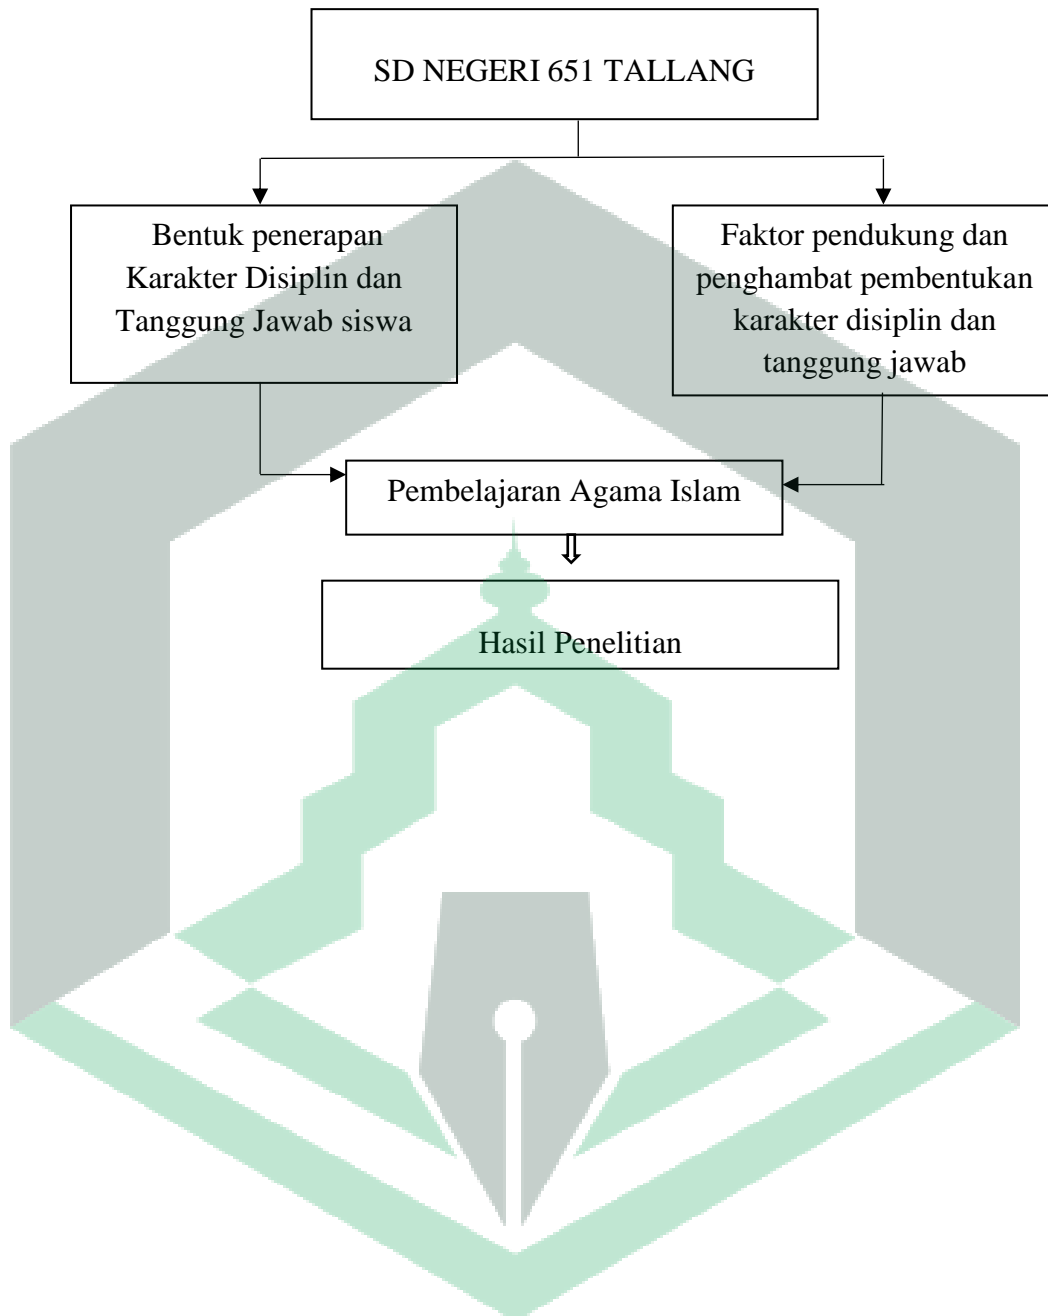 SD NEGERI 651 TALLANG
Bentuk penerapan
Karakter Disiplin dan
Tanggung Jawab siswa
Faktor pendukung dan
penghambat pembentukan
karakter disiplin dan
tanggung jawab
Pembelajaran Agama Islam
Hasil Penelitian